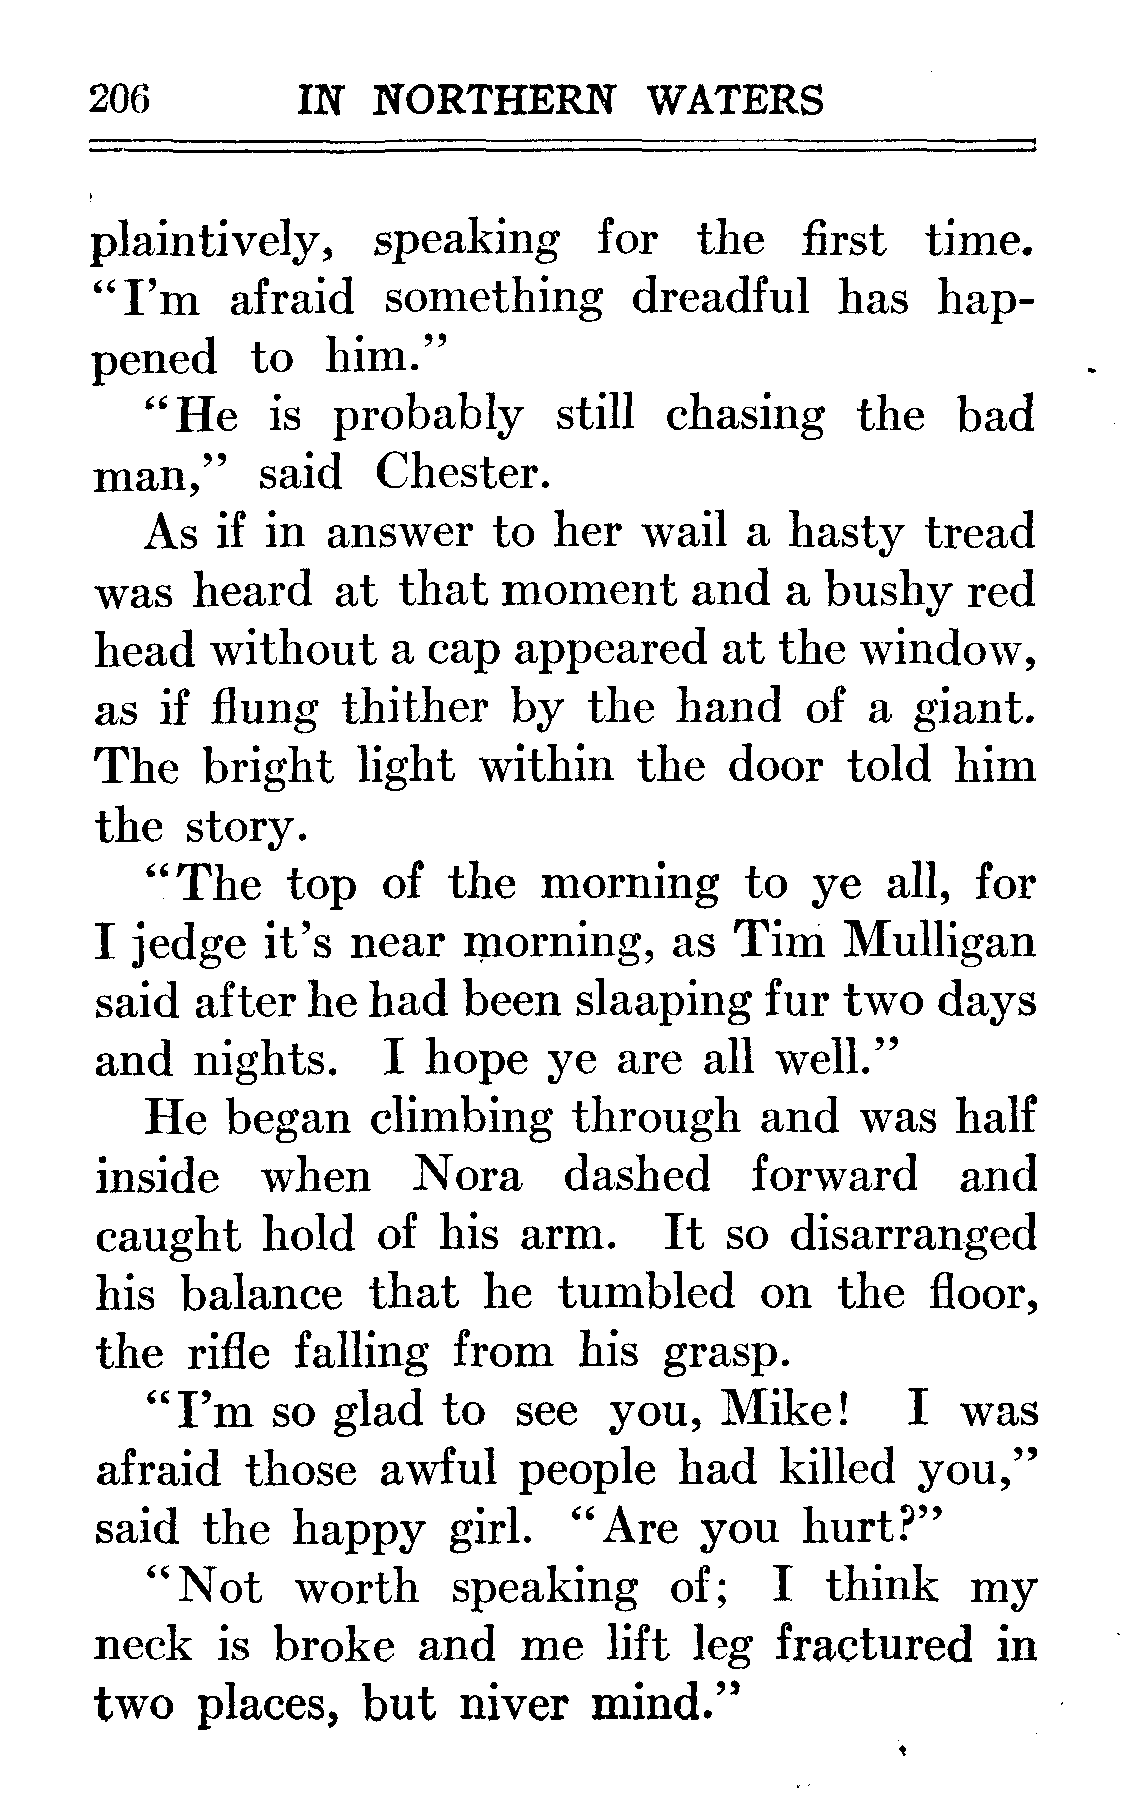 206 IN NORTHERN WATERS
plaintively, speaking for the first time.
“I’m afraid something dreadful has hap-
pened to him.”
“He is probably still chasing the bad
man,” said Chester.
As if in answer to her wail a hasty tread
was heard at that moment and a bushy red
head without a cap appeared at the window,
as if flung thither by the hand of a giant.
The bright light within the door told him
the story.
“The top of the morning to ye all, for
I jedge it’s near morning, as Tim Mulligan
said after he had been slaaping fur two days
and nights. I hope ye are all well.”
He began climbing through and was half
inside when Nora dashed forward and
caught hold of his arm. It so disarranged
his balance that he tumbled on the floor,
the rifle falling from his grasp.
“I’m so glad to see you, Mike! I was
afraid those awful people had killed you,”
said the happy girl. “Are you hurt?”
“Not worth speaking of; I think my
neck is broke and me lift leg fractured in
two places, but niver mind.”